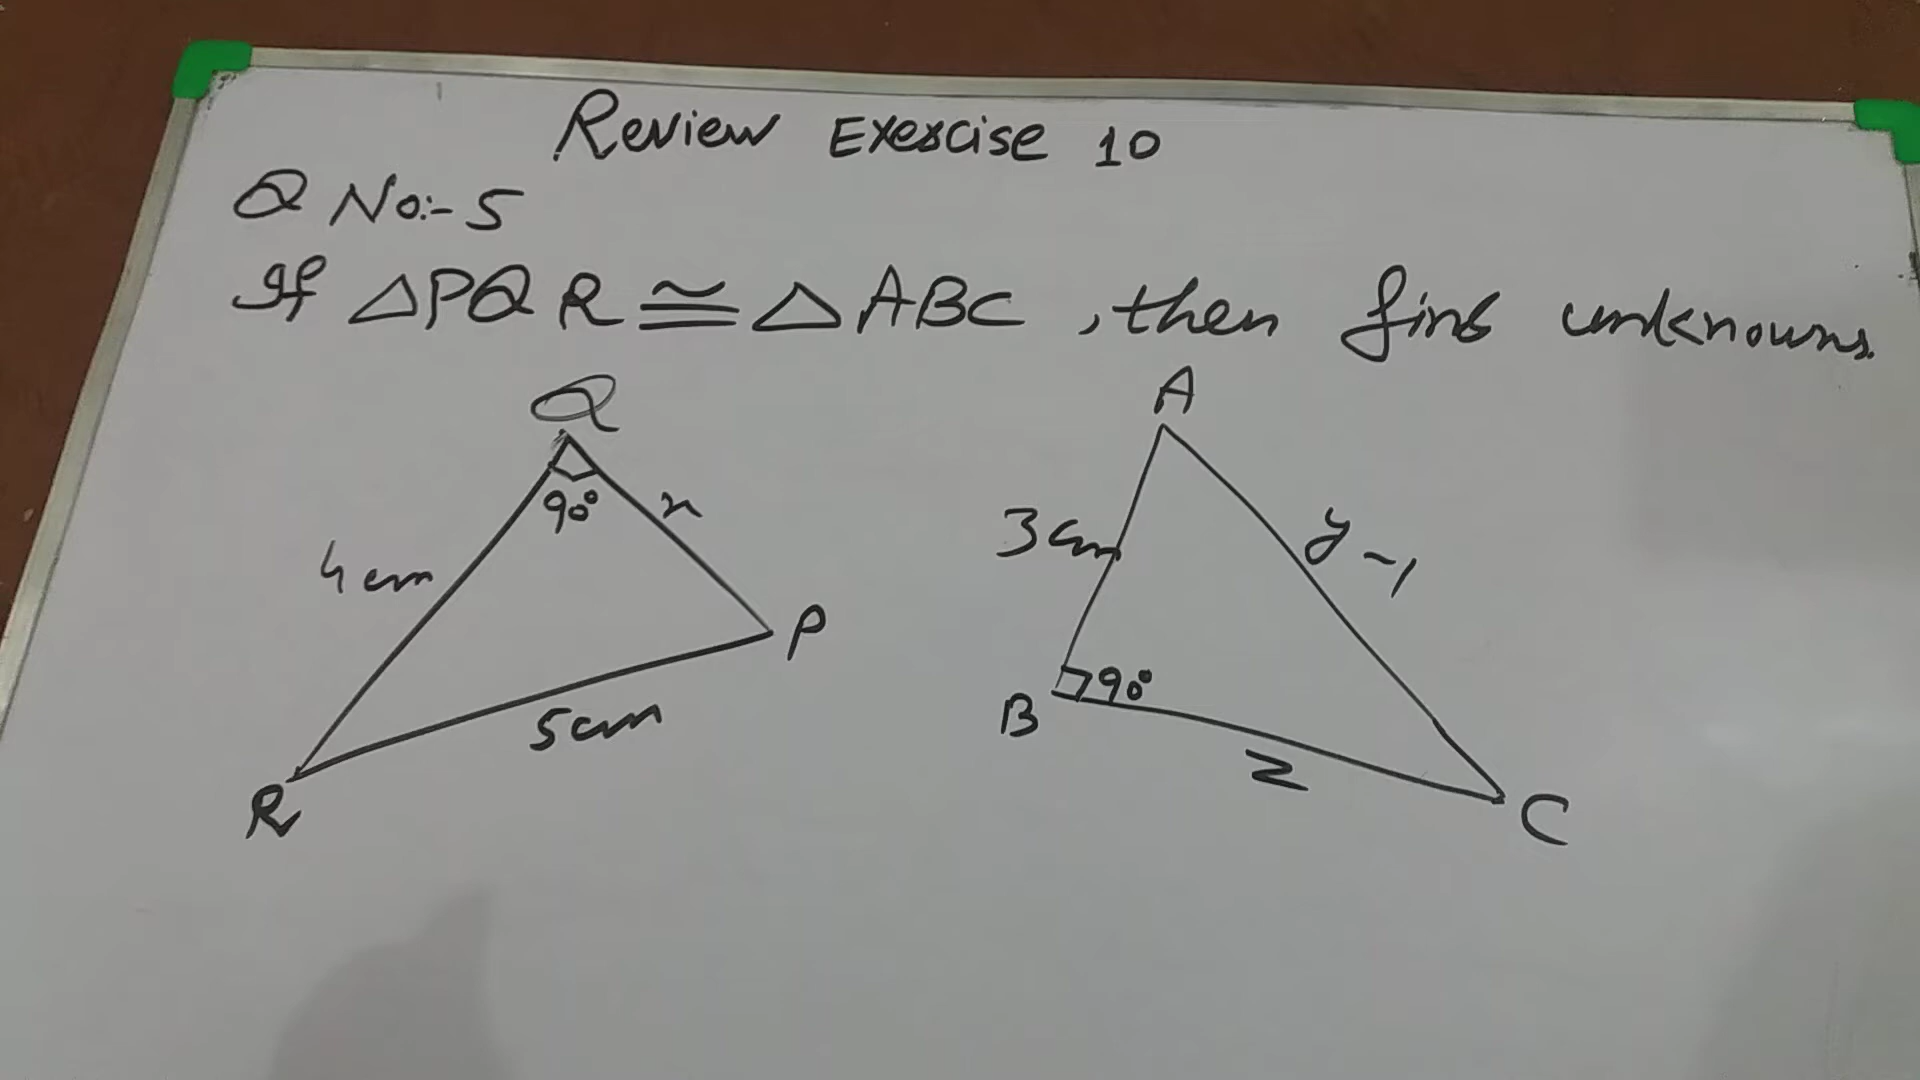 Review Exercise 10
Q No:- 5
If △PQR ≅ △ABC, then find unknowns.
Q
A
90°
x
4cm
3cm
y-1
P
5cm
B
90°
z
R
C